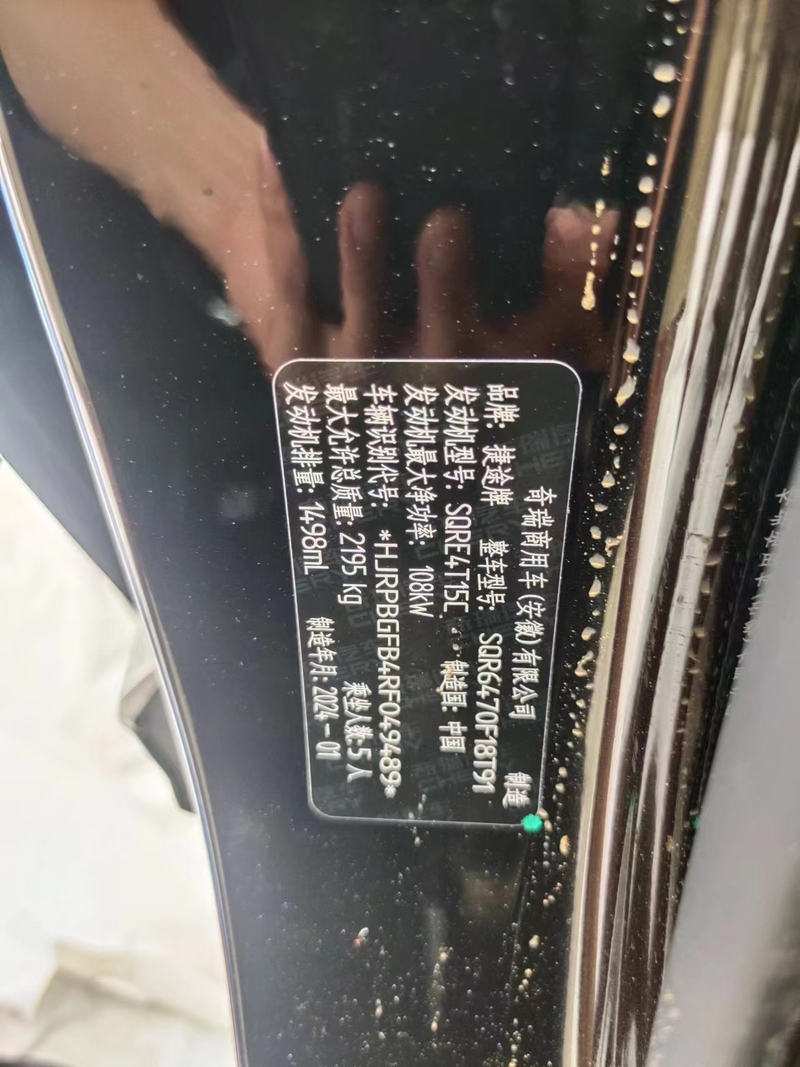 奇瑞商用车(安徽)有限公司 制造
品牌: 捷途牌 整车型号: SQR6470F18T91
发动机型号: SQRE4T15C 制造国: 中国
发动机最大净功率: 108KW
车辆识别代号: *HJRPBGFB4RF049489*
最大允许总质量: 2195 kg 乘坐人数: 5 人
发动机排量: 1498mL 制造年月: 2024-01